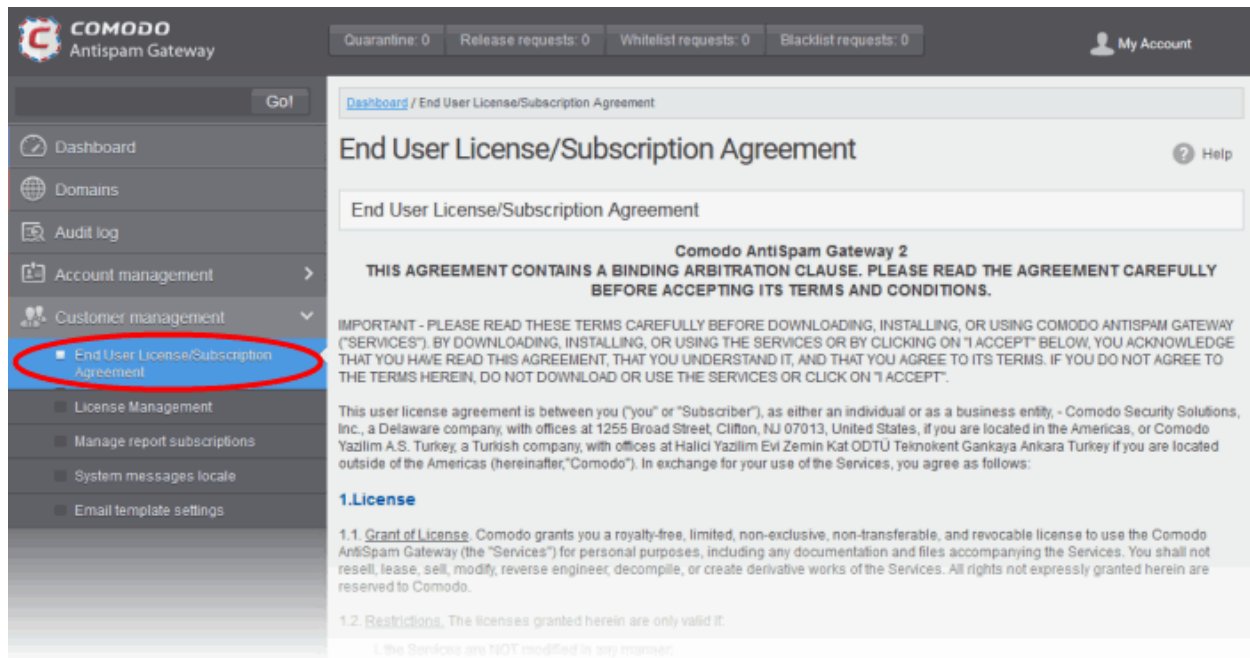 COMODO
Antispam Gateway
Quarantine: 0 Release requests: 0 Whitelist requests: 0 Blacklist requests: 0
My Account
Go!
Dashboard
Domains
Audit log
Account management
Customer management
End User License/Subscription
Agreement
License Management
Manage report subscriptions
System messages locale
Email template settings
Dashboard / End User License/Subscription Agreement
End User License/Subscription Agreement
Help
End User License/Subscription Agreement
Comodo AntiSpam Gateway 2
THIS AGREEMENT CONTAINS A BINDING ARBITRATION CLAUSE. PLEASE READ THE AGREEMENT CAREFULLY
BEFORE ACCEPTING ITS TERMS AND CONDITIONS.
IMPORTANT - PLEASE READ THESE TERMS CAREFULLY BEFORE DOWNLOADING, INSTALLING, OR USING COMODO ANTISPAM GATEWAY
("SERVICES"). BY DOWNLOADING, INSTALLING, OR USING THE SERVICES OR BY CLICKING ON "I ACCEPT" BELOW, YOU ACKNOWLEDGE
THAT YOU HAVE READ THIS AGREEMENT, THAT YOU UNDERSTAND IT, AND THAT YOU AGREE TO ITS TERMS. IF YOU DO NOT AGREE TO
THE TERMS HEREIN, DO NOT DOWNLOAD OR USE THE SERVICES OR CLICK ON "I ACCEPT".
This user license agreement is between you ("you" or "Subscriber"), as either an individual or as a business entity, - Comodo Security Solutions,
Inc., a Delaware company, with offices at 1255 Broad Street, Clifton, NJ 07013, United States, if you are located in the Americas, or Comodo
Yazilim A.S. Turkey, a Turkish company, with offices at Halici Yazilim Evi Zemin Kat ODTÜ Teknokent Gankaya Ankara Turkey if you are located
outside of the Americas (hereinafter,"Comodo"). In exchange for your use of the Services, you agree as follows:
1.License
1.1. Grant of License. Comodo grants you a royalty-free, limited, non-exclusive, non-transferable, and revocable license to use the Comodo
AntiSpam Gateway (the "Services") for personal purposes, including any documentation and files accompanying the Services. You shall not
resell, lease, sell, modify, reverse engineer, decompile, or create derivative works of the Services. All rights not expressly granted herein are
reserved to Comodo.
1.2. Restrictions. The licenses granted herein are only valid if:
i. the Services are NOT modified in any manner;